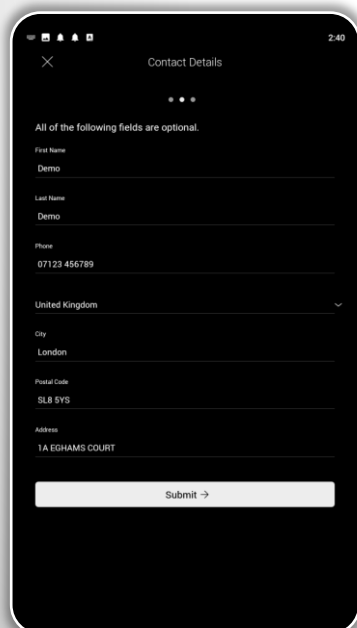 2:40
Contact Details
All of the following fields are optional.
First Name
Demo
Last Name
Demo
Phone
07123 456789
United Kingdom
City
London
Postal Code
SL8 5YS
Address
1A EGHAMS COURT
Submit →